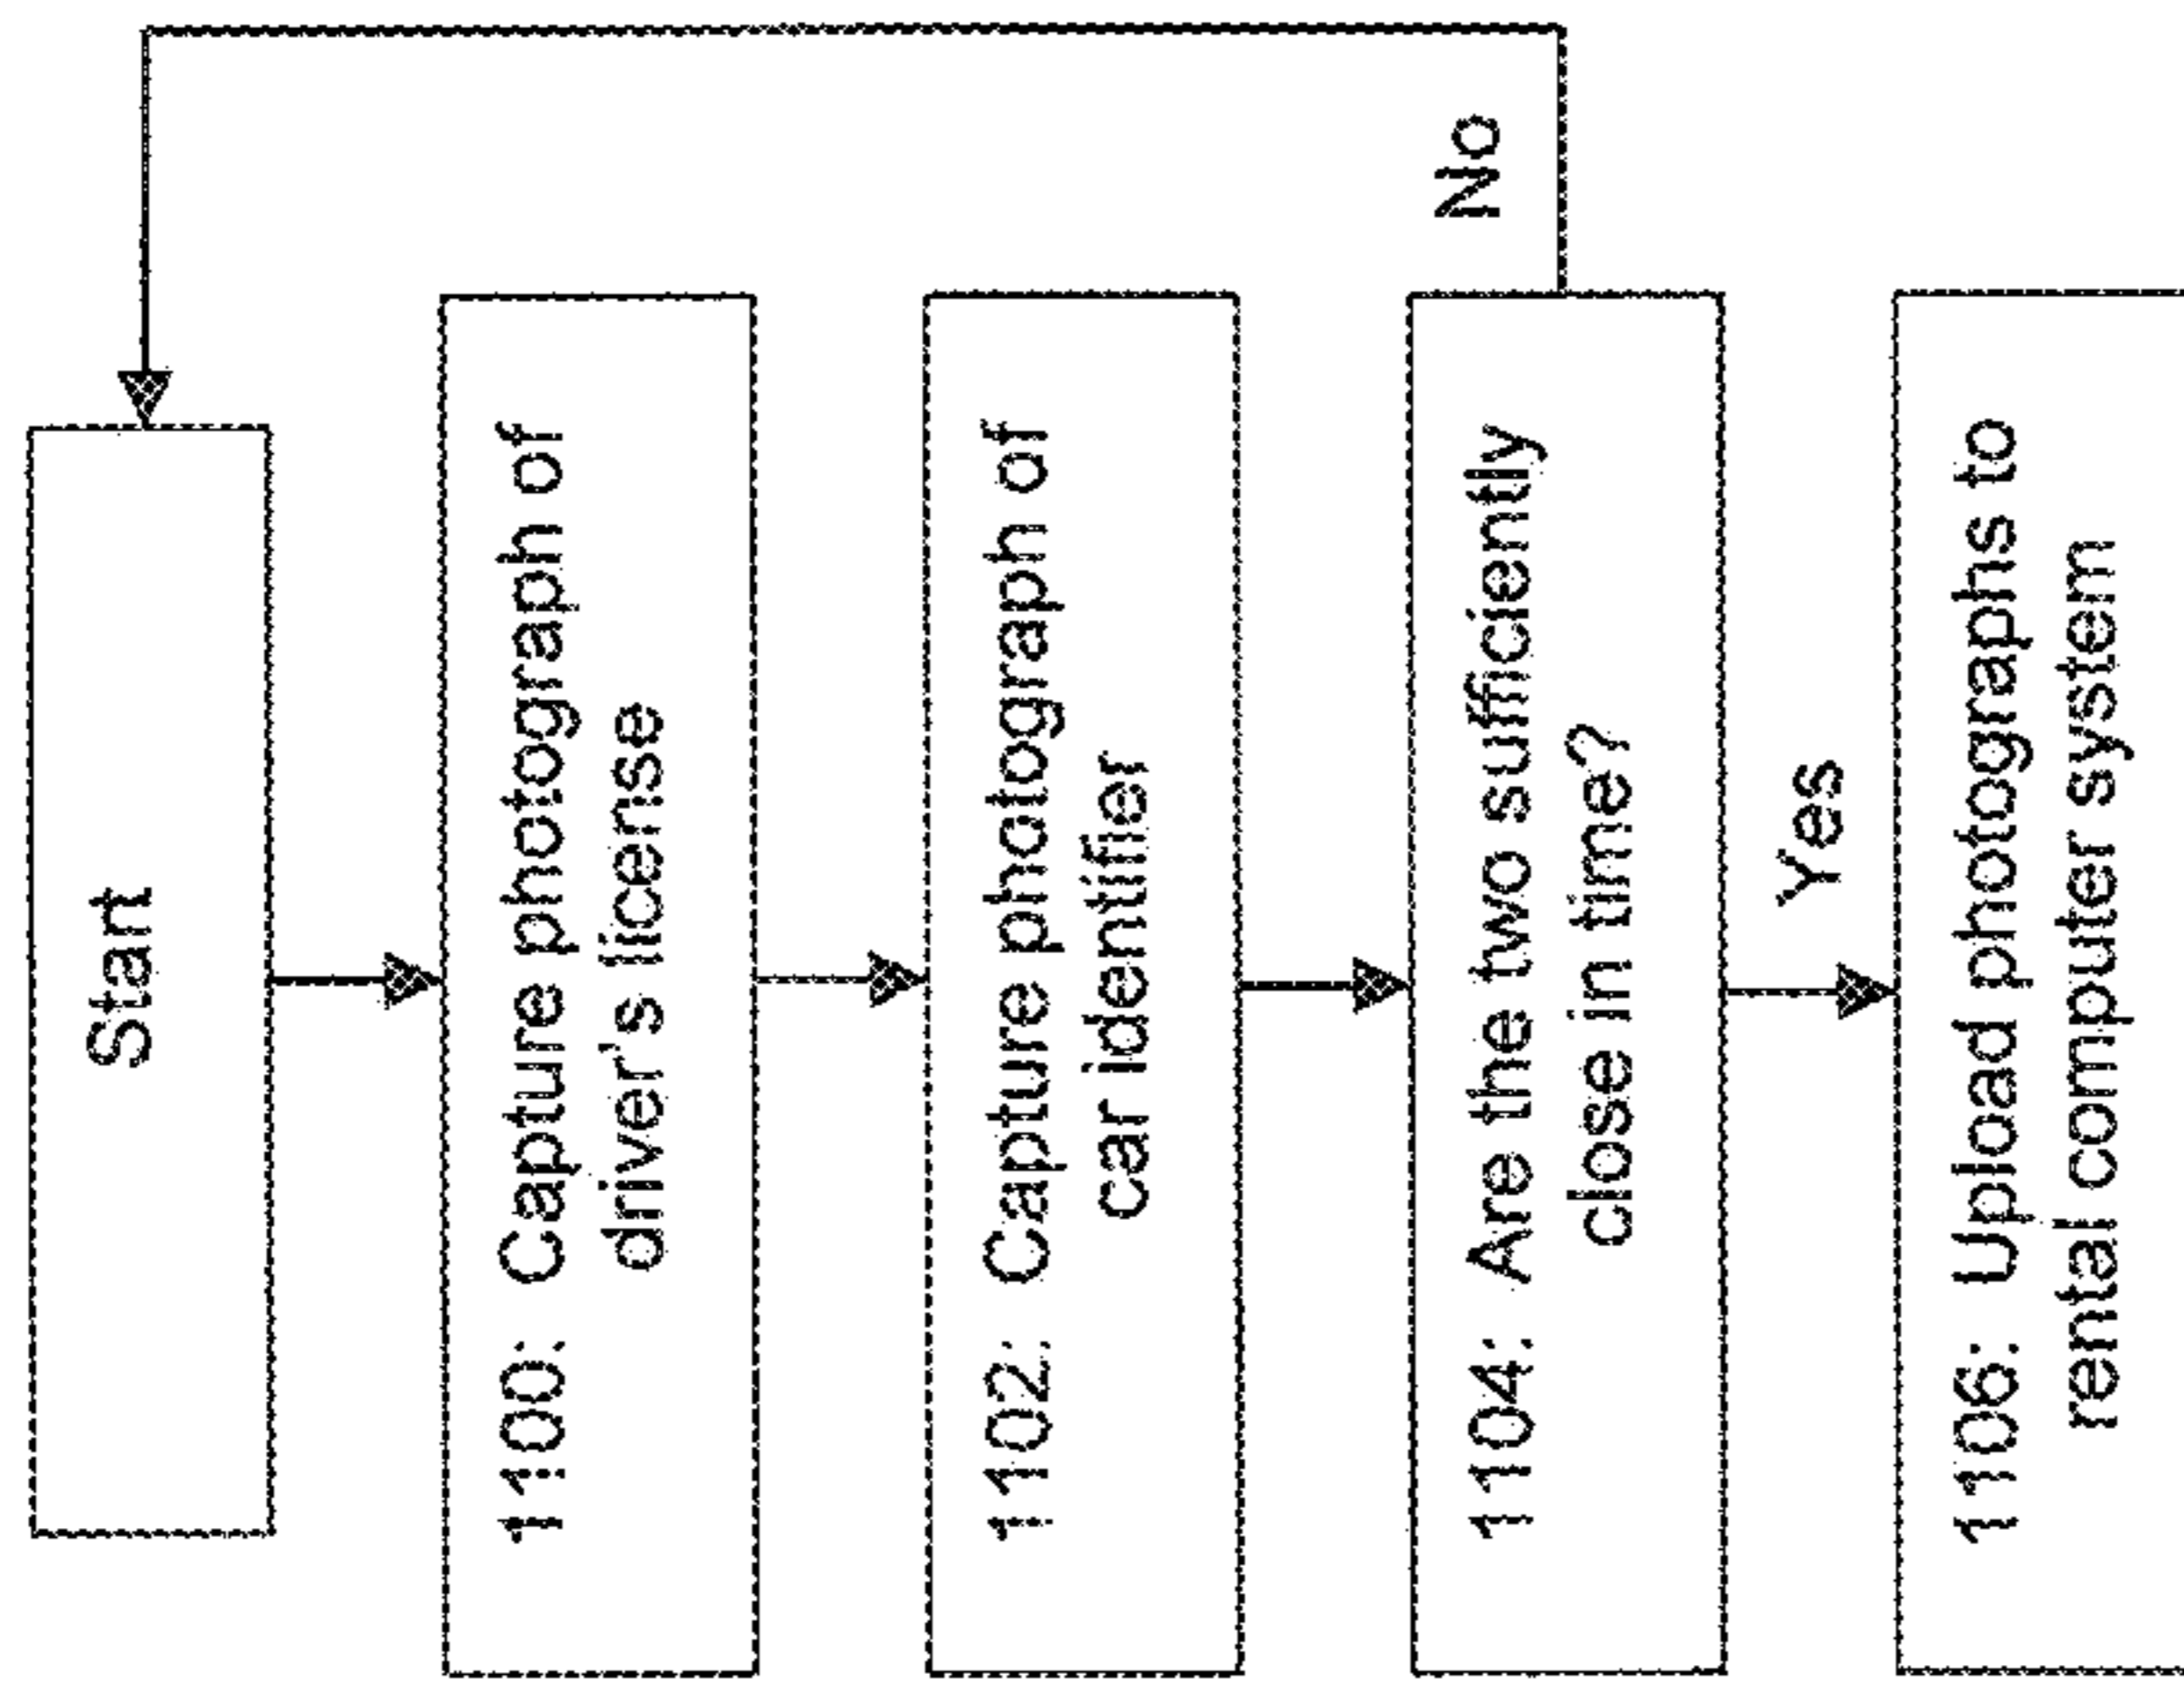 Start
1100: Capture photograph of
driver's license
1102: Capture photograph of
car identifier
1104: Are the two sufficiently
close in time?
No
Yes
1106: Upload photographs to
rental computer system